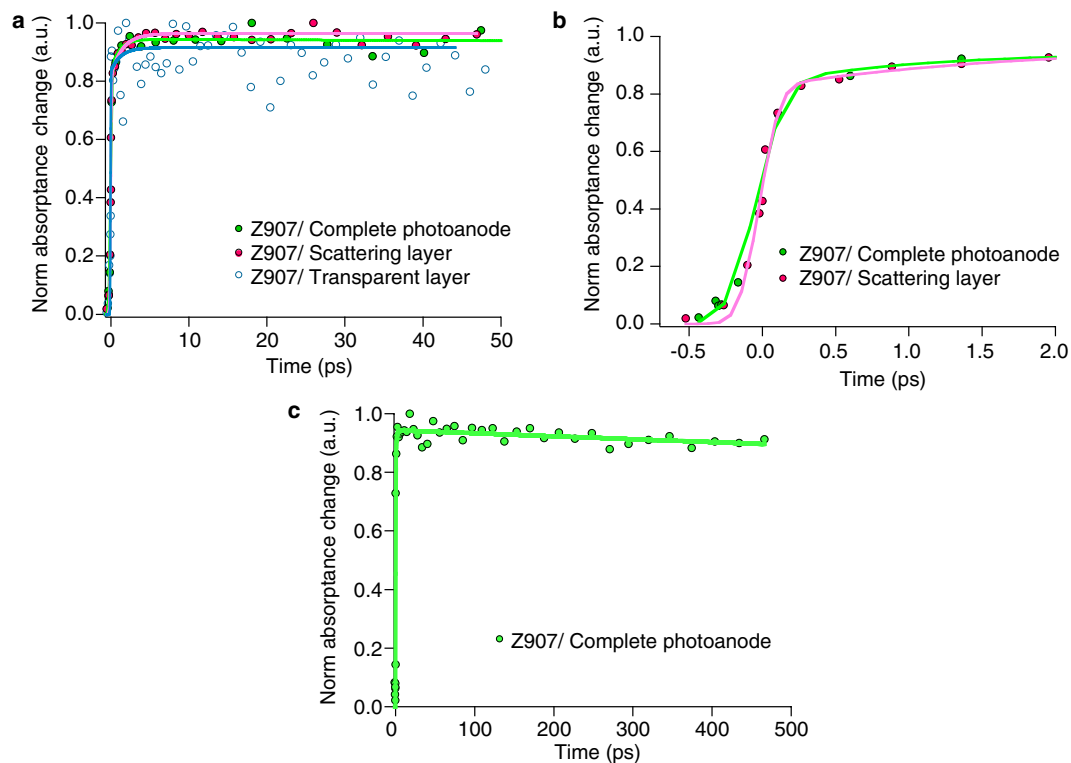 a
Norm absorptance change (a.u.)
1.0
0.8
0.6
0.4
0.2
0.0
Z907/ Complete photoanode
Z907/ Scattering layer
Z907/ Transparent layer
0 10 20 30 40 50
Time (ps)
b
Norm absorptance change (a.u.)
1.0
0.8
0.6
0.4
0.2
0.0
Z907/ Complete photoanode
Z907/ Scattering layer
-0.5 0.0 0.5 1.0 1.5 2.0
Time (ps)
c
Norm absorptance change (a.u.)
1.0
0.8
0.6
0.4
0.2
0.0
Z907/ Complete photoanode
0 100 200 300 400 500
Time (ps)